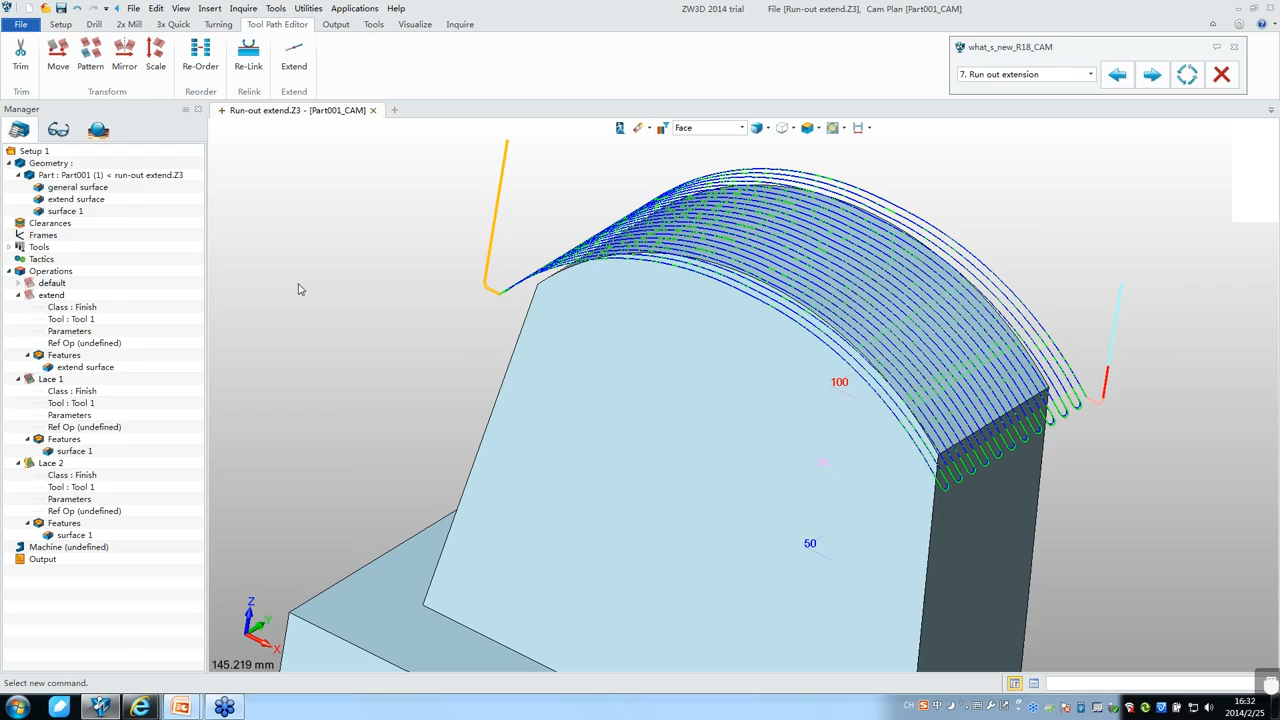 File Edit View Insert Inquire Tools Utilities Applications Help
ZW3D 2014 trial
File [Run-out extend.Z3], Cam Plan [Part001_CAM]
File Setup Drill 2x Mill 3x Quick Turning Tool Path Editor Output Tools Visualize Inquire
Trim Move Pattern Mirror Scale Re-Order Re-Link Extend
Trim Transform Reorder Relink Extend
what_s_new_R18_CAM
7. Run out extension
Manager
Run-out extend.Z3 - [Part001_CAM]
Face
Setup 1
Geometry :
Part : Part001 (1) < run-out extend.Z3
general surface
extend surface
surface 1
Clearances
Frames
Tools
Tactics
Operations
default
extend
Class : Finish
Tool : Tool 1
Parameters
Ref Op (undefined)
Features
extend surface
Lace 1
Class : Finish
Tool : Tool 1
Parameters
Ref Op (undefined)
Features
surface 1
Lace 2
Class : Finish
Tool : Tool 1
Parameters
Ref Op (undefined)
Features
surface 1
Machine (undefined)
Output
100
50
Z
Y
X
145.219 mm
Select new command.
CH
16:32
2014/2/25